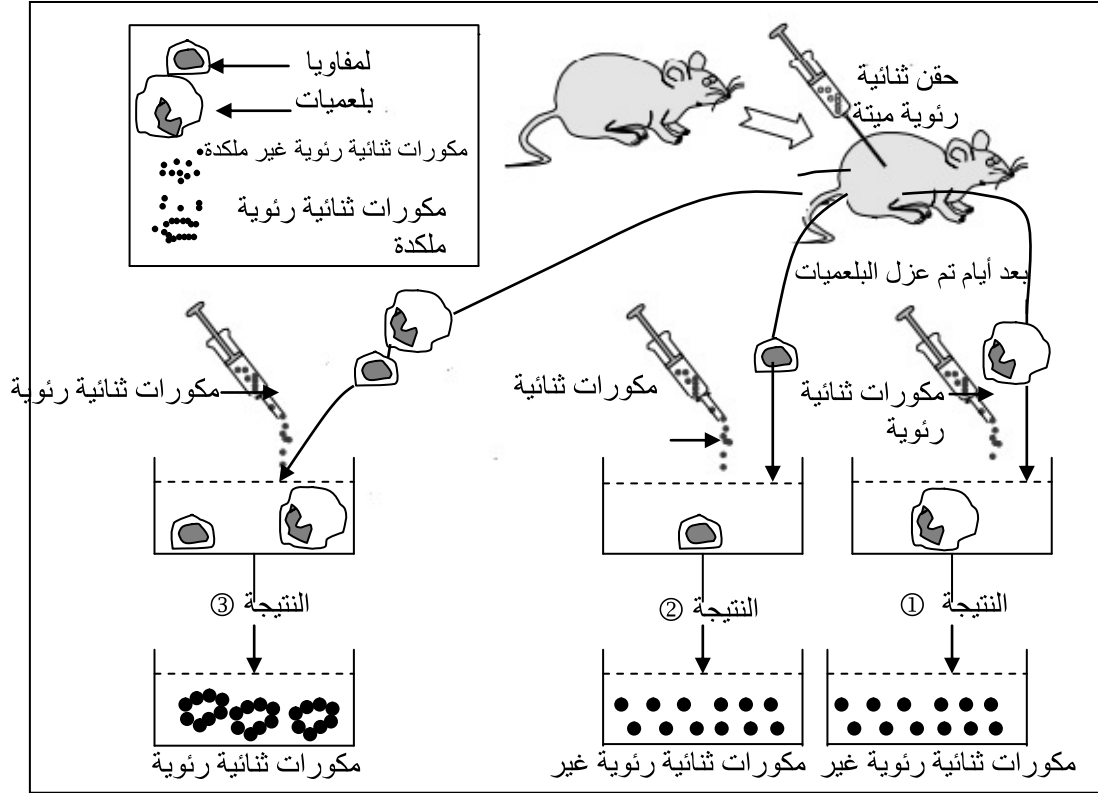 لمفاويا
بلعميات
مكورات ثنائية رئوية غير ملكدة
مكورات ثنائية رئوية
ملكدة
حقن ثنائية
رئوية ميتة
بعد أيام تم عزل البلعميات
مكورات ثنائية رئوية
مكورات ثنائية
مكورات ثنائية
رئوية
النتيجة ③
النتيجة ②
النتيجة ①
مكورات ثنائية رئوية
مكورات ثنائية رئوية غير
مكورات ثنائية رئوية غير